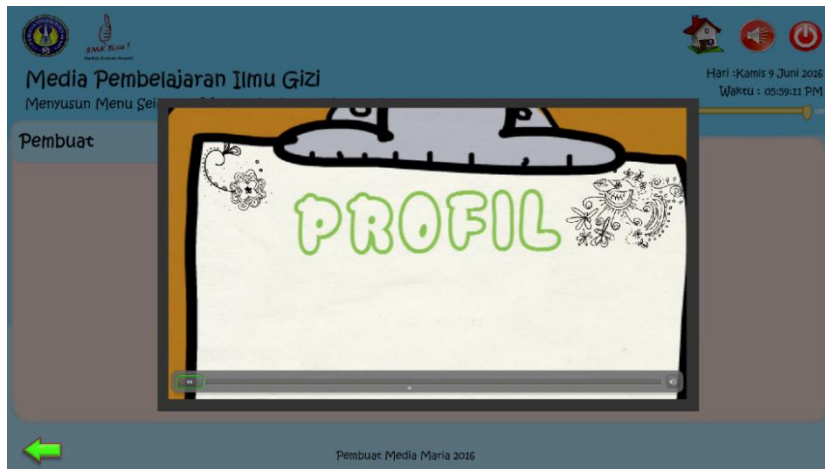 SMK Bisa!
Media Pembelajaran Ilmu Gizi
Hari :Kamis 9 Juni 2016
Menyusun Menu Sei
Waktu : 05:59:11 PM
Pembuat
PROFIL
Pembuat Media Maria 2016